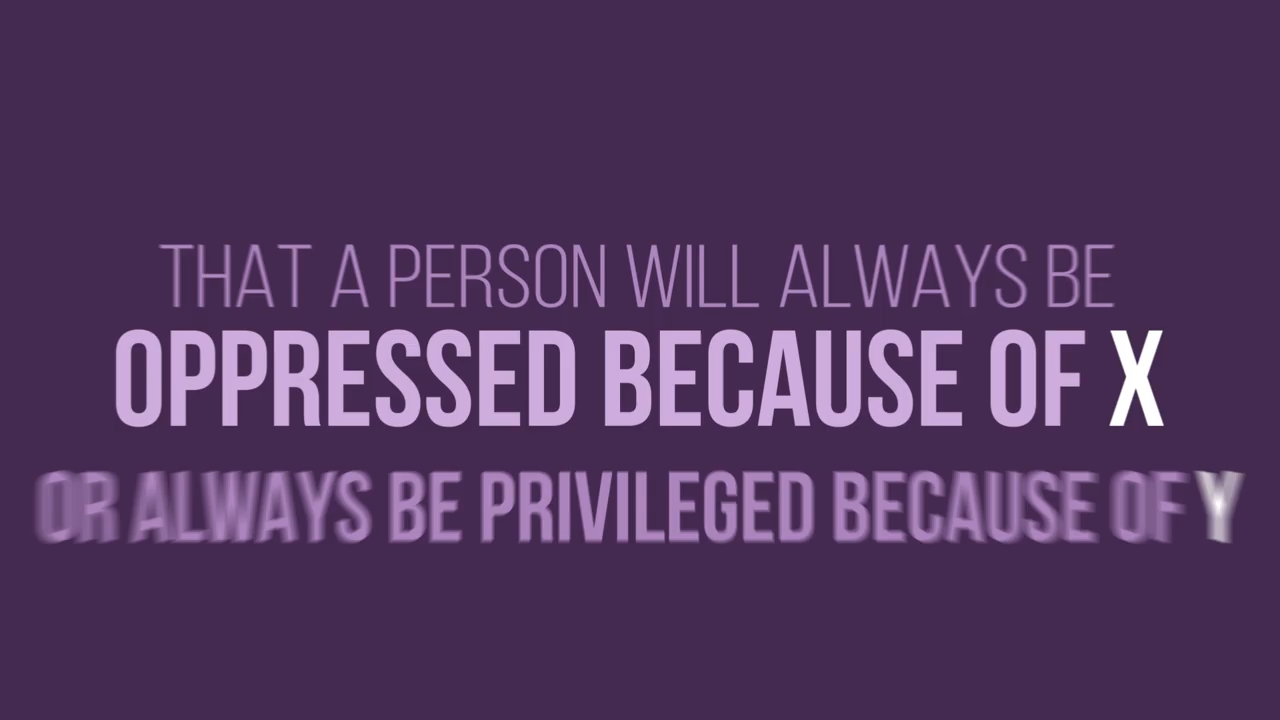 THAT A PERSON WILL ALWAYS BE
OPPRESSED BECAUSE OF X
OR ALWAYS BE PRIVILEGED BECAUSE OF Y